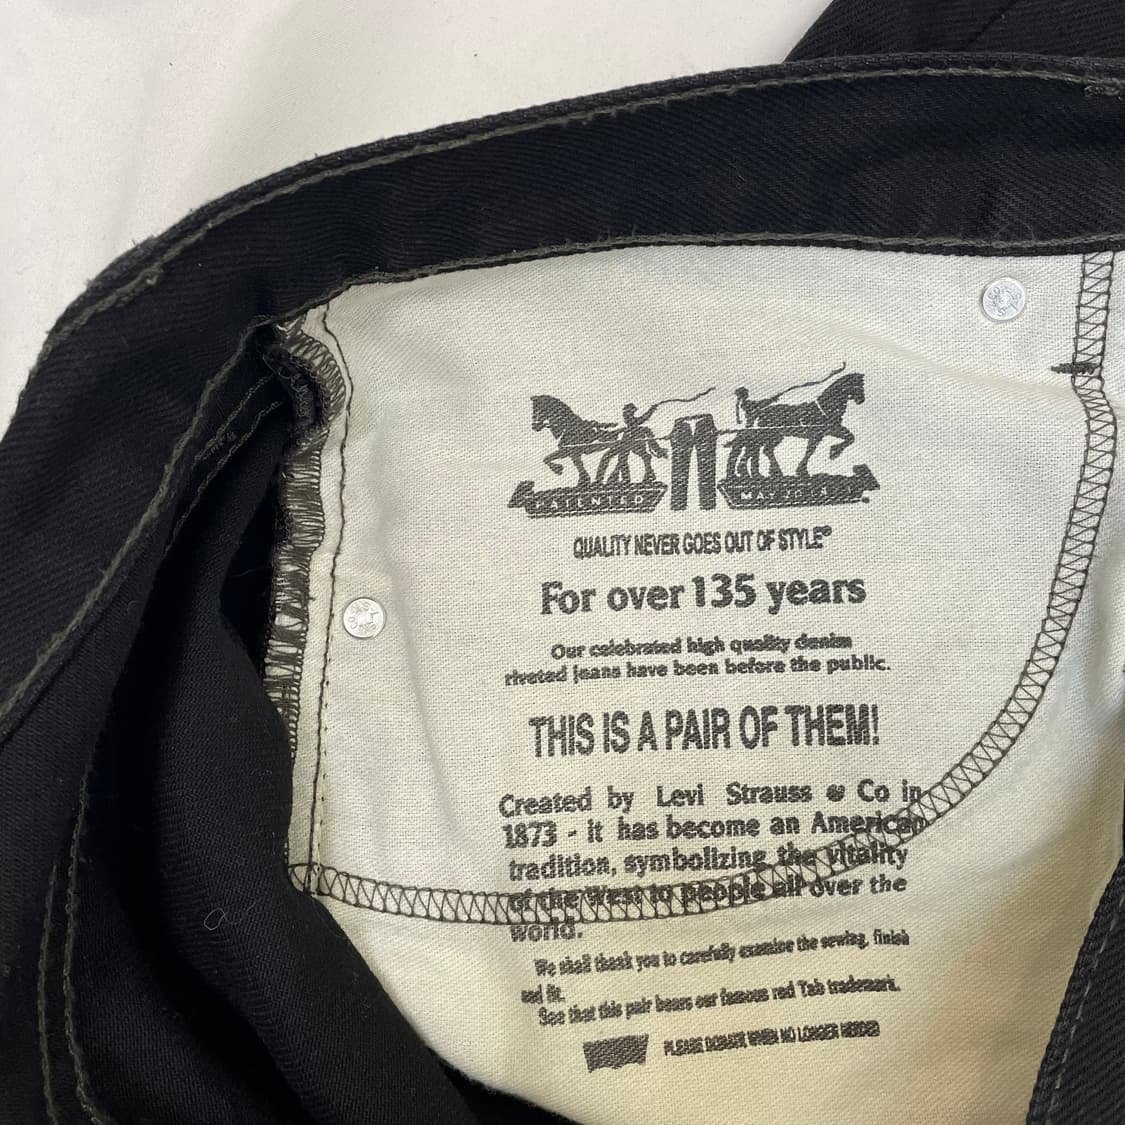 PATENTED MAY 20
QUALITY NEVER GOES OUT OF STYLE®
For over 135 years
Our celebrated high quality denim
riveted jeans have been before the public.
THIS IS A PAIR OF THEM!
Created by Levi Strauss & Co in
1873 - it has become an American
tradition, symbolizing the vitality
of the West to people all over the
world.
We shall thank you to carefully examine the sewing, finish
and fit.
See that this pair bears our famous red Tab trademark.
PLEASE DONATE WHEN NO LONGER NEEDED